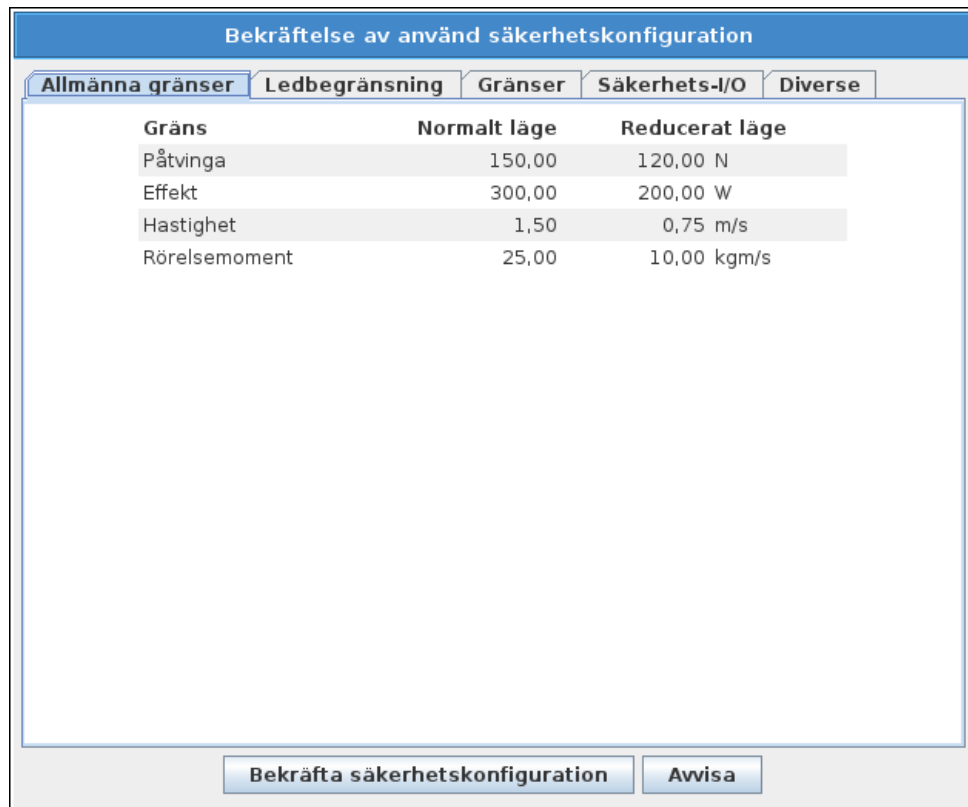 Bekräftelse av använd säkerhetskonfiguration
Allmänna gränser Ledbegränsning Gränser Säkerhets-I/O Diverse
Gräns Normalt läge Reducerat läge
Påtvinga 150,00 120,00 N
Effekt 300,00 200,00 W
Hastighet 1,50 0,75 m/s
Rörelsemoment 25,00 10,00 kgm/s
Bekräfta säkerhetskonfiguration Avvisa